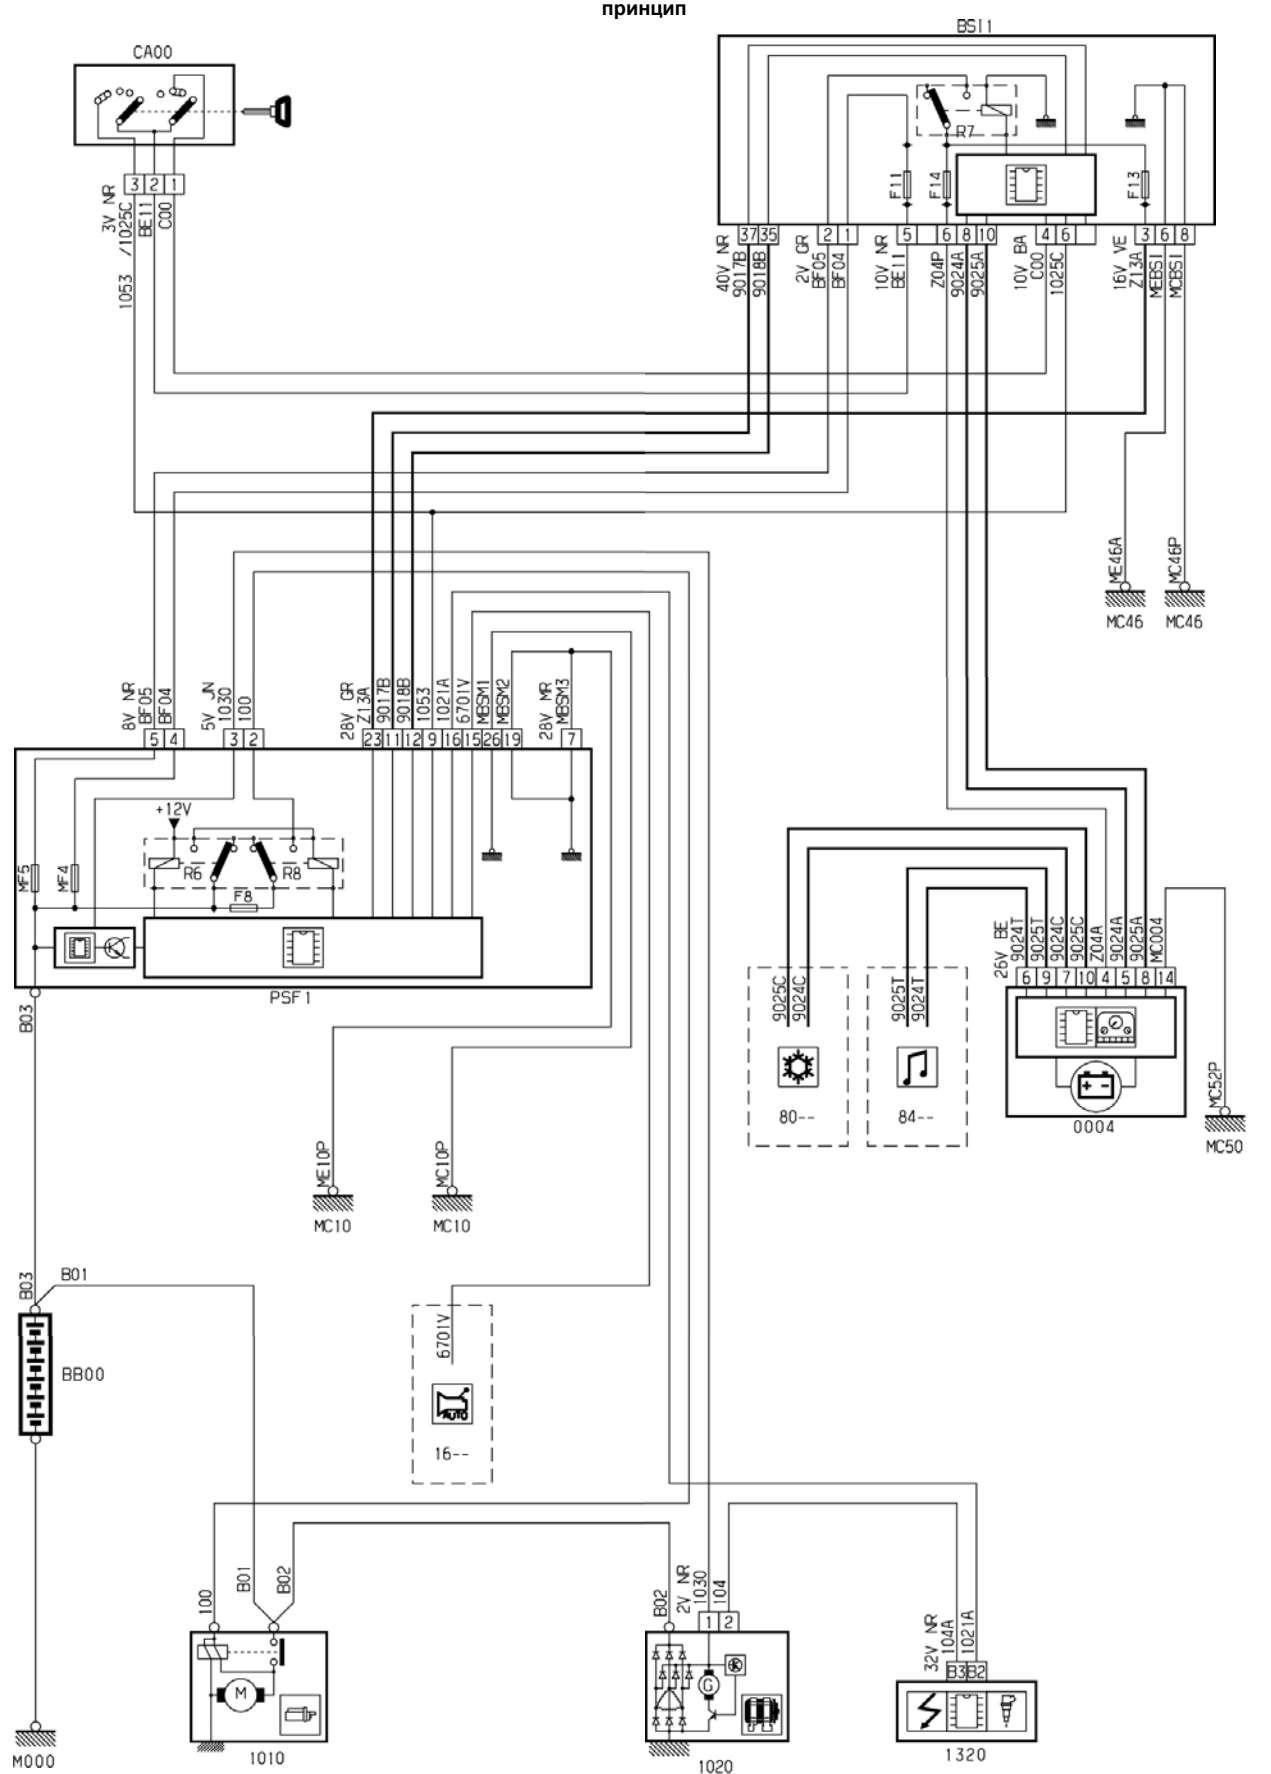 принцип
BSI1
CA00
R7
F11
F14
F13
3 2 1
3V NR
/1025C
BE11
C00
1053
37 35
2 1
5
6 8 10
4 6
3 6 8
40V NR
9017B
9018B
2V GR
BF05
BF04
10V NR
BE11
Z04P
9024A
9025A
10V BA
C00
1025C
16V VE
Z13A
MEBSI
MCBSI
ME46A
MC46P
MC46
MC46
8V NR
BF05
BF04
5V JN
1030
100
28V GR
Z13A
9017B
9018B
1053
1021A
6701V
MBSM1
MBSM2
28V MR
MBSM3
5 4
3 2
23 11 12 9 16 15 26 19
7
+12V
R6
R8
MF5
MF4
F8
PSF1
B03
26V BE
9024T
9025T
9024C
9025C
Z04A
9024A
9025A
MC004
6 9 7 10 4 5 8 14
9025C
9024C
9025T
9024T
80--
84--
+ -
0004
MC52P
MC50
ME10P
MC10P
MC10
MC10
B03
B01
BB00
6701V
AUTO
16--
100
B01
B02
B02
2V NR
1030
104
1 2
32V NR
104A
1021A
B3 B2
M
G
M000
1010
1020
1320